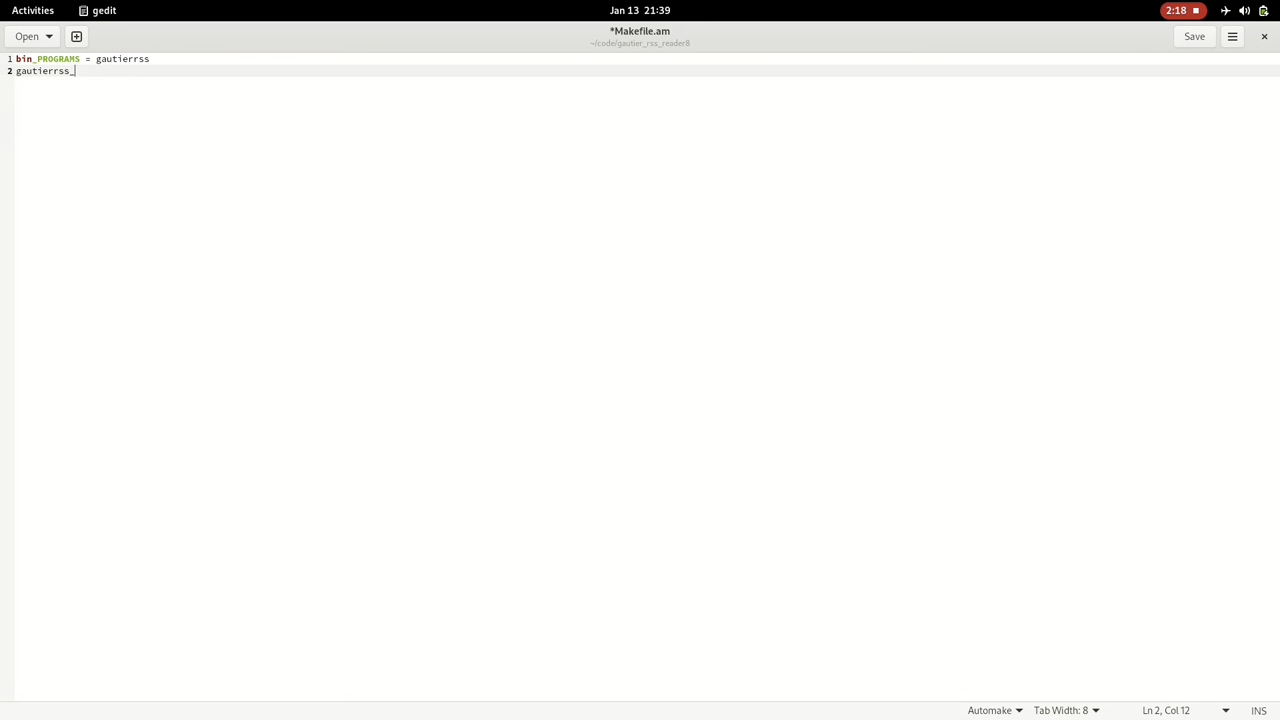 Activities gedit Jan 13 21:39 2:18
Open *Makefile.am Save
~/code/gautier_rss_reader8
1 bin_PROGRAMS = gautierrss
2 gautierrss_
Automake Tab Width: 8 Ln 2, Col 12 INS